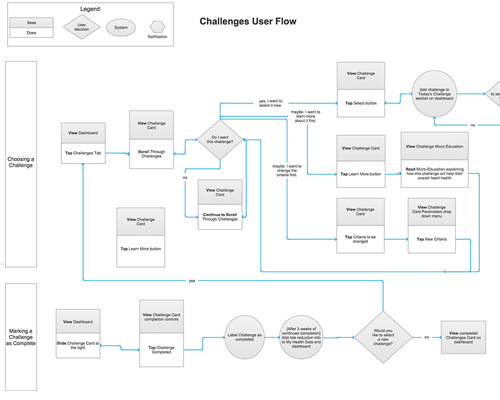 Legend
Challenges User Flow
Sees
Does
User
decision
System
Notification
Choosing a
Challenge
View Dashboard
Tap Challenges Tab
View Challenge
Card
Scroll Through
Challenges
Do I want
this challenge?
yes, I want to
select it now.
maybe, I want to
learn more
about it first.
maybe, I want to
change the
criteria first.
no
View Challenge
Card
Tap Select button
Add challenge to
Today's Challenge
section on dashboard
to se
no
View Challenge
Card
Continue to Scroll
Through Challenges
View Challenge
Card
Tap Learn More button
View Challenge Micro Education
Read Micro-Education explaining
how this challenge will help their
overall heart health
View Challenge
Card
Tap Learn More button
View Challenge
Card
Tap Criteria to be
changed
View Challenge
Card Parameters drop
down menu
Tap New Criteria
yes
Marking a
Challenge
as Complete
View Dashboard
Slide Challenge Card to
the right
View Challenge Card
completion controls
Tap Challenge
Completed
Label Challenge as
completed
[After 3 weeks of
continued completion]
Add risk reduction info
to My Health Data and
dashboard
Would you
like to select
a new
challenge?
no
View completed
Challenges Card on
dashboard